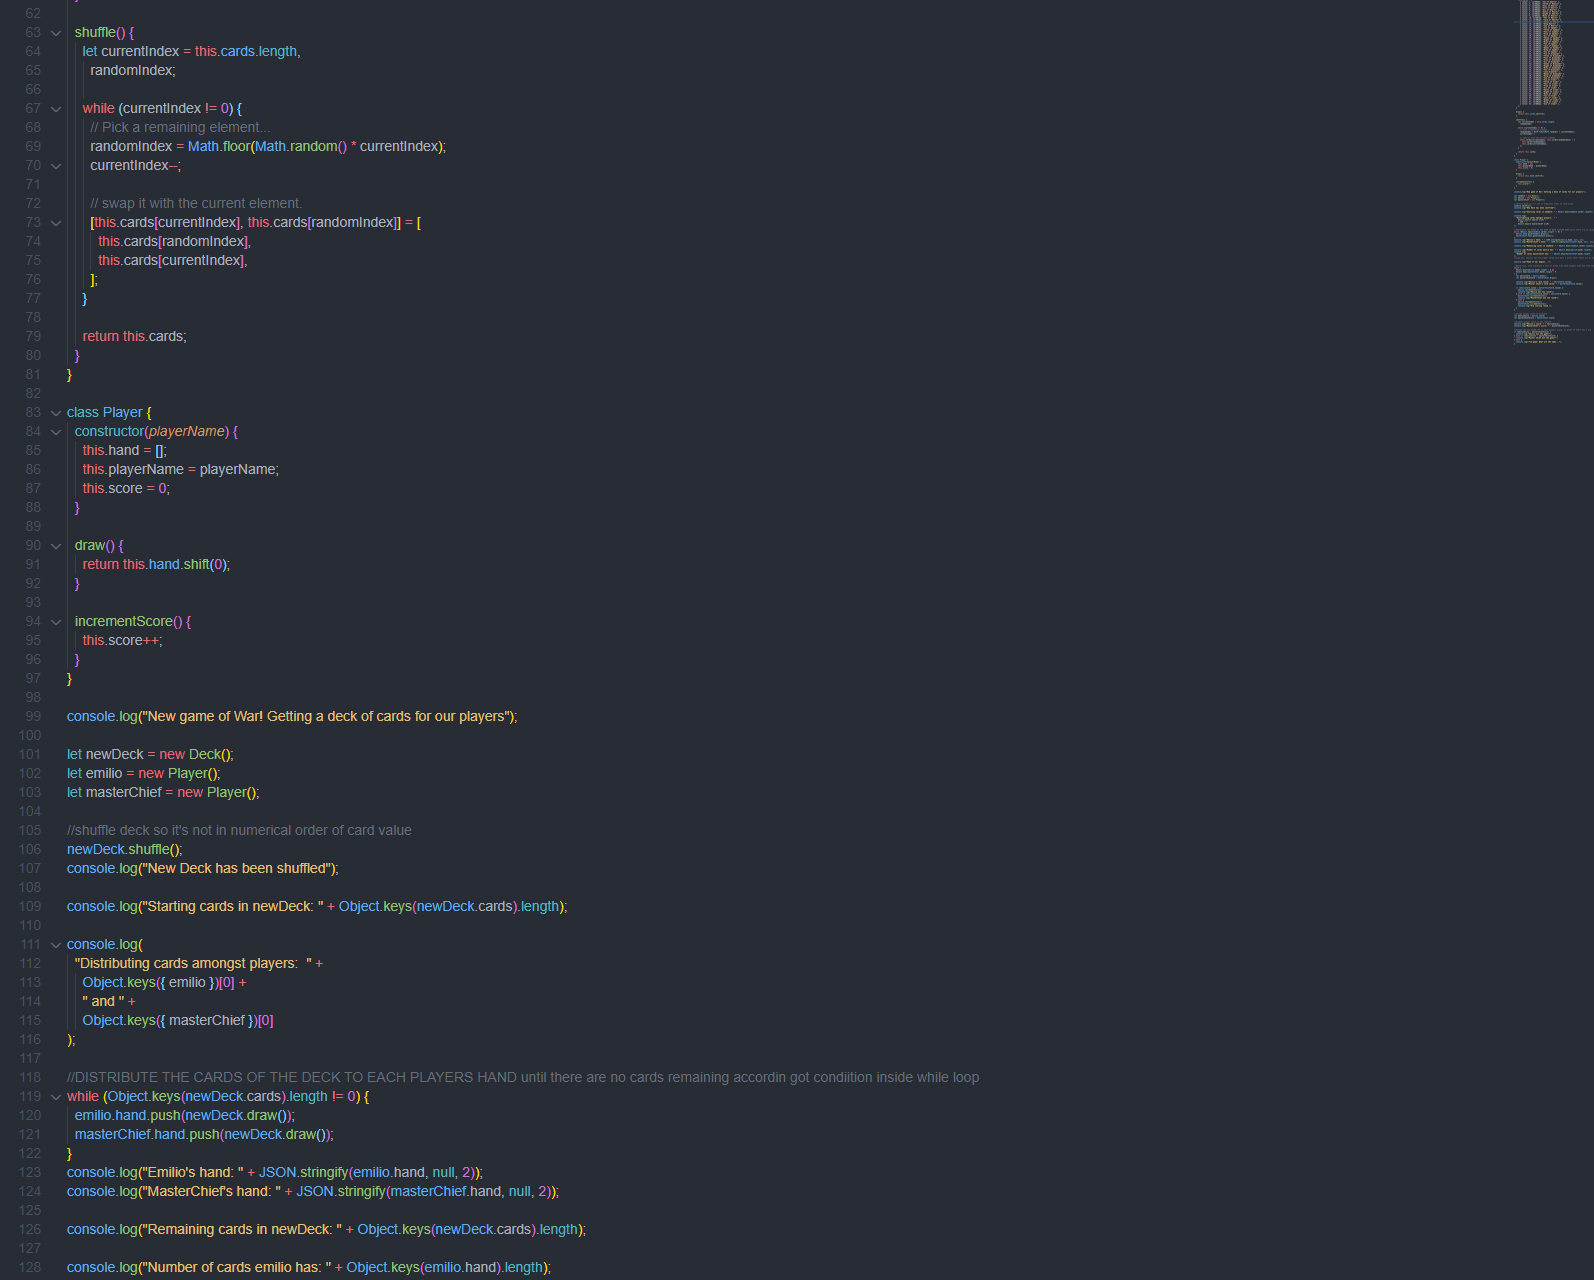 62
63 shuffle() {
64 let currentIndex = this.cards.length,
65 randomIndex;
66
67 while (currentIndex != 0) {
68 // Pick a remaining element...
69 randomIndex = Math.floor(Math.random() * currentIndex);
70 currentIndex--;
71
72 // swap it with the current element.
73 [this.cards[currentIndex], this.cards[randomIndex]] = [
74 this.cards[randomIndex],
75 this.cards[currentIndex],
76 ];
77 }
78
79 return this.cards;
80 }
81 }
82
83 class Player {
84 constructor(playerName) {
85 this.hand = [];
86 this.playerName = playerName;
87 this.score = 0;
88 }
89
90 draw() {
91 return this.hand.shift(0);
92 }
93
94 incrementScore() {
95 this.score++;
96 }
97 }
98
99 console.log("New game of War! Getting a deck of cards for our players");
100
101 let newDeck = new Deck();
102 let emilio = new Player();
103 let masterChief = new Player();
104
105 //shuffle deck so it's not in numerical order of card value
106 newDeck.shuffle();
107 console.log("New Deck has been shuffled");
108
109 console.log("Starting cards in newDeck: " + Object.keys(newDeck.cards).length);
110
111 console.log(
112 "Distributing cards amongst players:  " +
113 Object.keys({ emilio })[0] +
114 " and " +
115 Object.keys({ masterChief })[0]
116 );
117
118 //DISTRIBUTE THE CARDS OF THE DECK TO EACH PLAYERS HAND until there are no cards remaining accordin got condiition inside while loop
119 while (Object.keys(newDeck.cards).length != 0) {
120 emilio.hand.push(newDeck.draw());
121 masterChief.hand.push(newDeck.draw());
122 }
123 console.log("Emilio's hand: " + JSON.stringify(emilio.hand, null, 2));
124 console.log("MasterChief's hand: " + JSON.stringify(masterChief.hand, null, 2));
125
126 console.log("Remaining cards in newDeck: " + Object.keys(newDeck.cards).length);
127
128 console.log("Number of cards emilio has: " + Object.keys(emilio.hand).length);